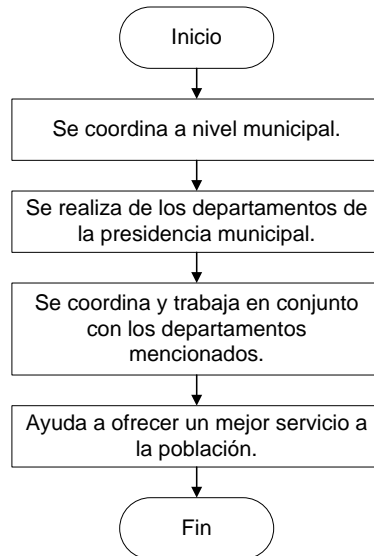 Inicio
Se coordina a nivel municipal.
Se realiza de los departamentos de
la presidencia municipal.
Se coordina y trabaja en conjunto
con los departamentos
mencionados.
Ayuda a ofrecer un mejor servicio a
la población.
Fin